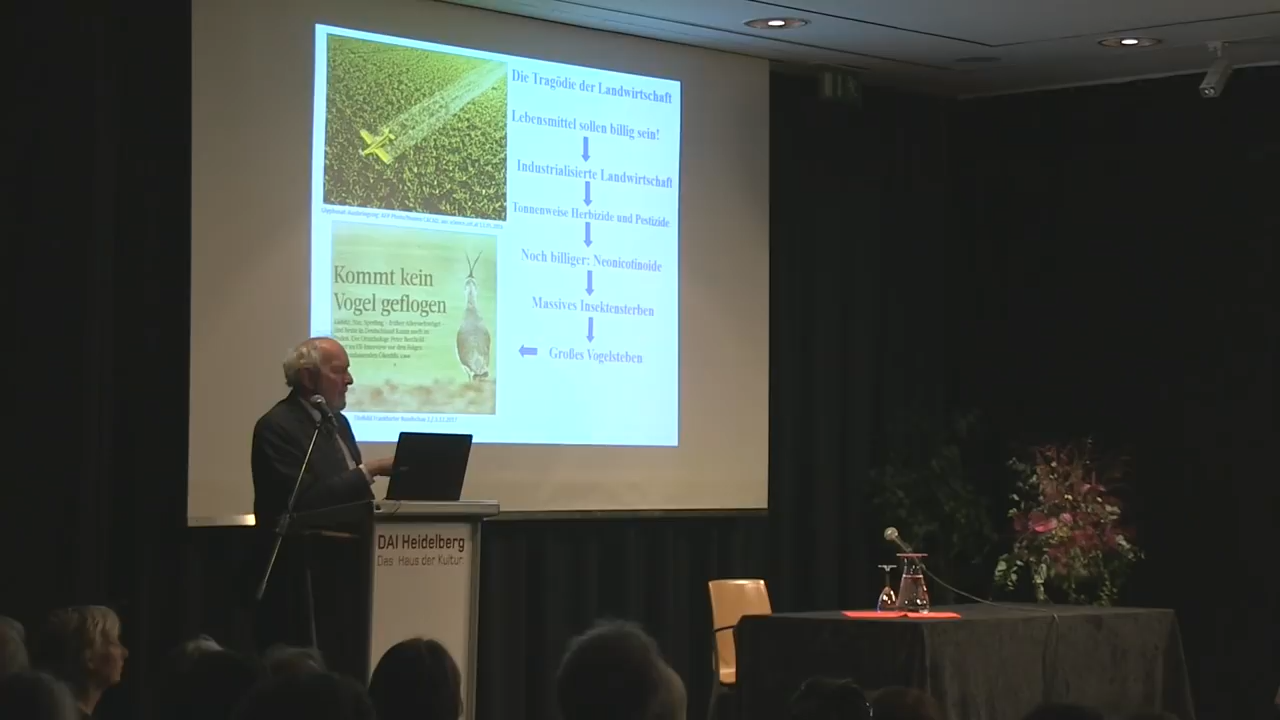 Die Tragödie der Landwirtschaft
Lebensmittel sollen billig sein!
Industrialisierte Landwirtschaft
Tonnenweise Herbizide und Pestizide
Noch billiger: Neonicotinoide
Massives Insektensterben
Großes Vogelsteben
Kommt kein
Vogel geflogen
DAI Heidelberg
Das Haus der Kultur.